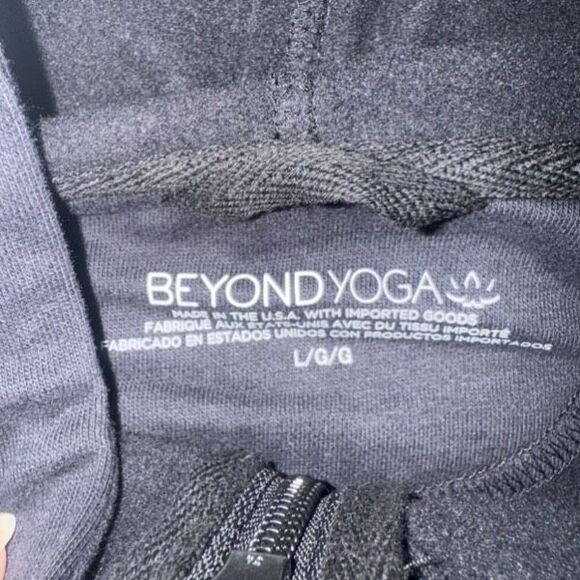 BEYOND YOGA
MADE IN THE U.S.A. WITH IMPORTED GOODS
FABRIQUE AUX ÉTATS-UNIS AVEC DU TISSU IMPORTÉ
FABRICADO EN ESTADOS UNIDOS CON PRODUCTOS IMPORTADOS
L/G/G